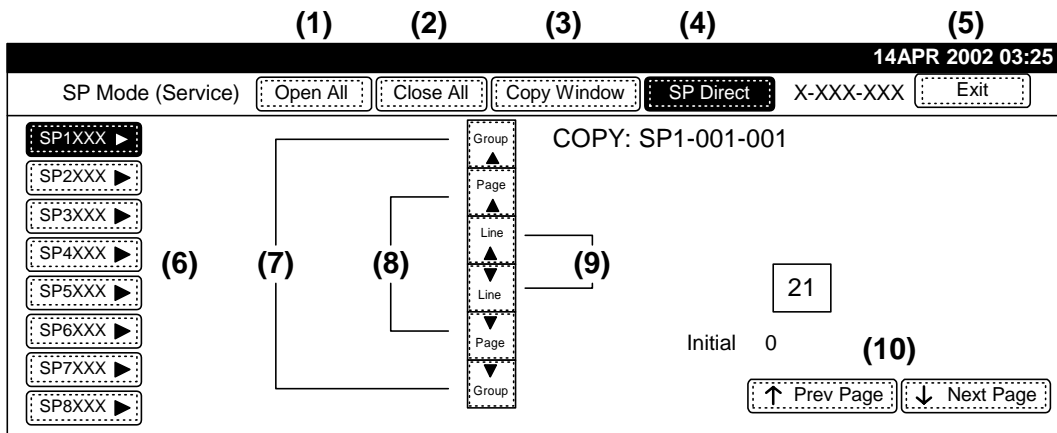 (1) (2) (3) (4) (5)
14APR 2002 03:25
SP Mode (Service) Open All Close All Copy Window SP Direct X-XXX-XXX Exit
SP1XXX
SP2XXX
SP3XXX
SP4XXX
SP5XXX
SP6XXX
SP7XXX
SP8XXX
(6)
(7)
(8)
Group
Page
Line
Line
Page
Group
(9)
COPY: SP1-001-001
21
Initial 0
(10)
Prev Page Next Page